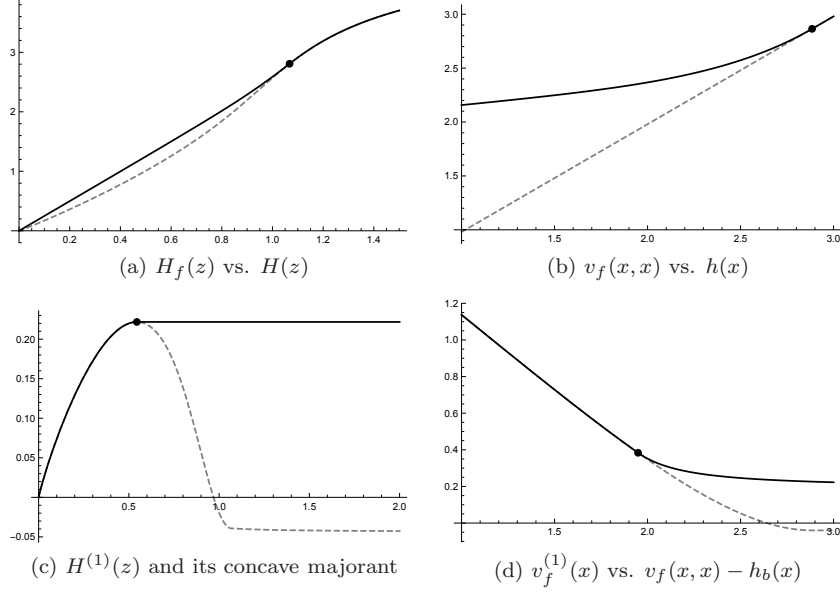 3
2
1
0.2 0.4 0.6 0.8 1.0 1.2 1.4
(a) H_f(z) vs. H(z)
3.0
2.5
2.0
1.5
1.5 2.0 2.5 3.0
(b) v_f(x, x) vs. h(x)
0.20
0.15
0.10
0.05
-0.05
0.5 1.0 1.5 2.0
(c) H^{(1)}(z) and its concave majorant
1.2
1.0
0.8
0.6
0.4
0.2
1.5 2.0 2.5 3.0
(d) v_f^{(1)}(x) vs. v_f(x, x) − h_b(x)